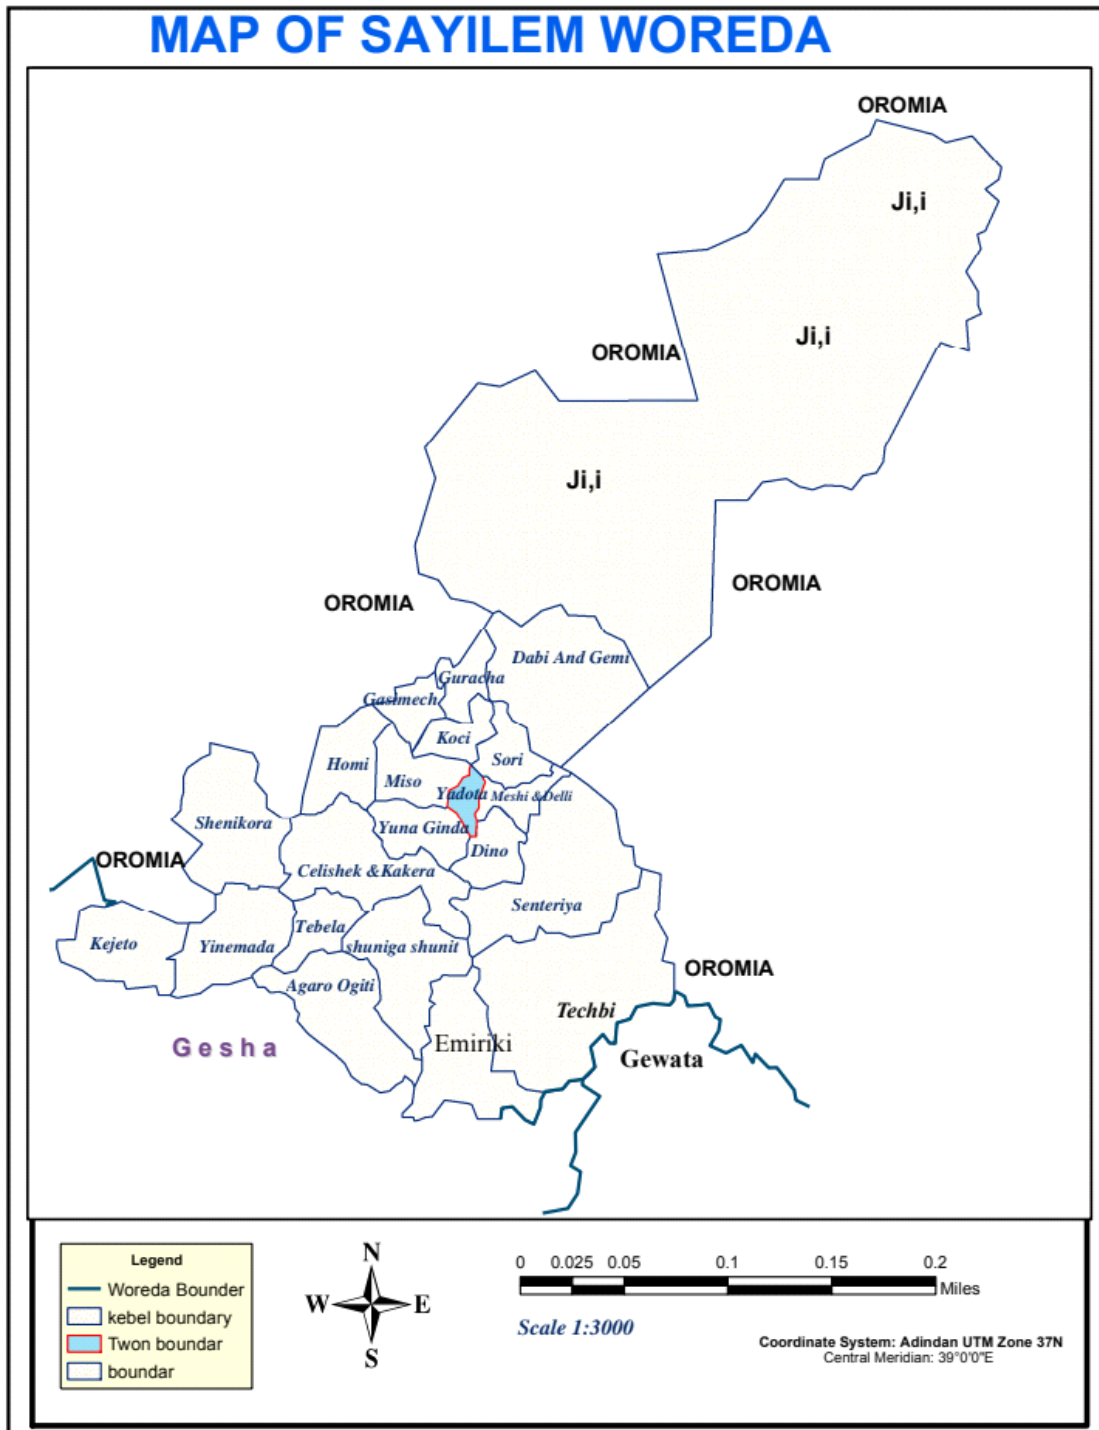 MAP OF SAYILEM WOREDA
OROMIA
Ji,i
Ji,i
OROMIA
Ji,i
OROMIA
OROMIA
Dabi And Gemi
Guracha
Gasimech
Koci
Sori
Homi
Miso
Yadota
Meshi &Delli
Shenikora
Yuna Ginda
Dino
OROMIA
Celishek &Kakera
Senteriya
Kejeto
Yinemada
Tebela
shuniga shunit
OROMIA
Agaro Ogiti
Techbi
Gesha
Emiriki
Gewata
Legend
Woreda Bounder
kebel boundary
Twon boundar
boundar
N
W
E
S
0 0.025 0.05 0.1 0.15 0.2
Miles
Scale 1:3000
Coordinate System: Adindan UTM Zone 37N
Central Meridian: 39°0'0"E